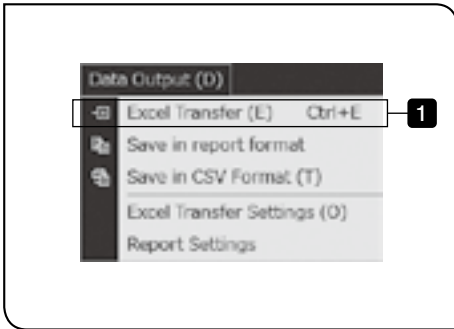 Data Output (D)
Excel Transfer (E) Ctrl+E
1
Save in report format
Save in CSV Format (T)
Excel Transfer Settings (O)
Report Settings